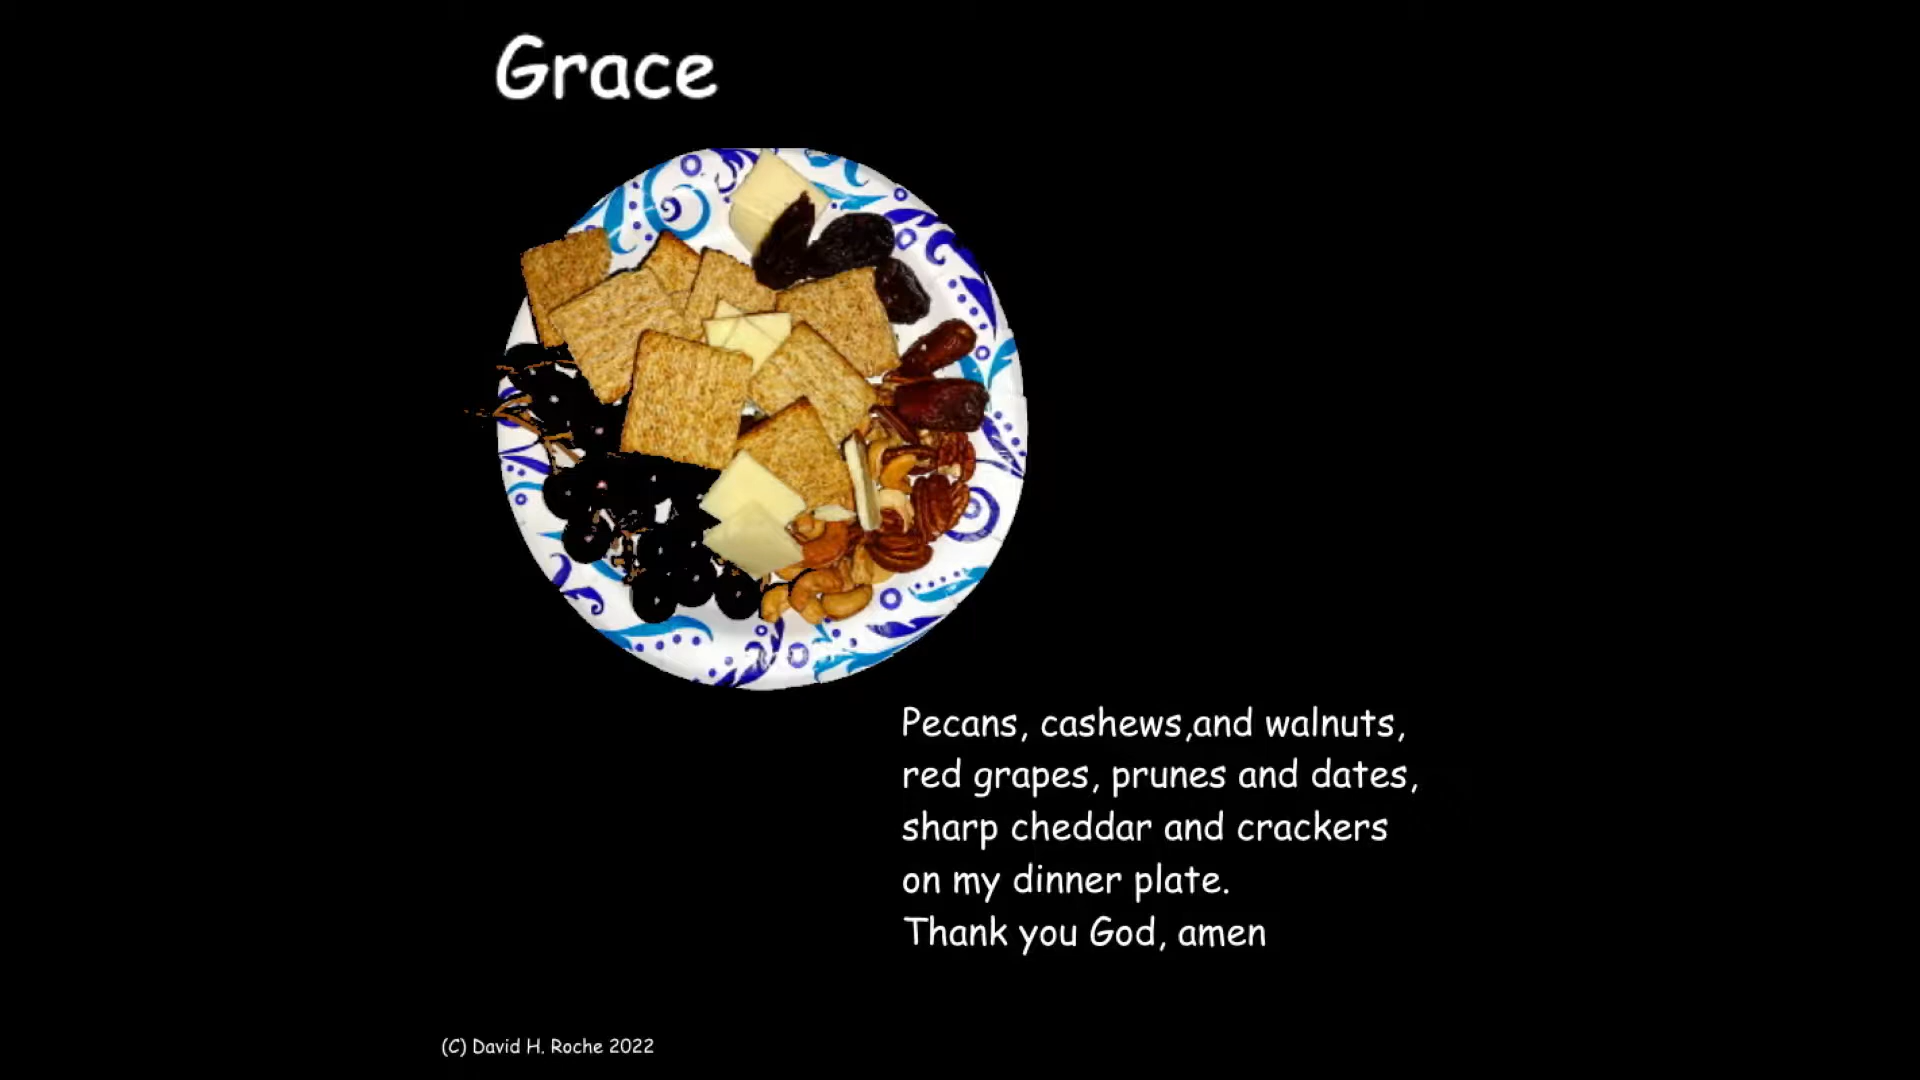 Grace
Pecans, cashews,and walnuts,
red grapes, prunes and dates,
sharp cheddar and crackers
on my dinner plate.
Thank you God, amen
(C) David H. Roche 2022